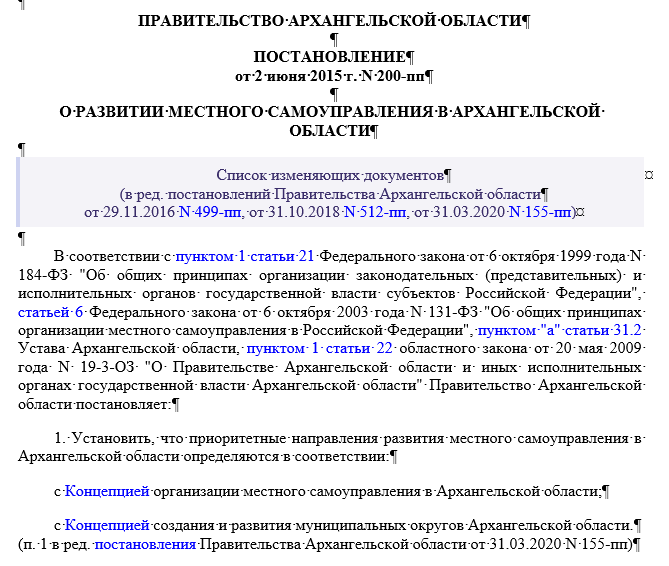 ПРАВИТЕЛЬСТВО АРХАНГЕЛЬСКОЙ ОБЛАСТИ
ПОСТАНОВЛЕНИЕ
от 2 июня 2015 г. N 200-пп
О РАЗВИТИИ МЕСТНОГО САМОУПРАВЛЕНИЯ В АРХАНГЕЛЬСКОЙ
ОБЛАСТИ
Список изменяющих документов
(в ред. постановлений Правительства Архангельской области
от 29.11.2016 N 499-пп, от 31.10.2018 N 512-пп, от 31.03.2020 N 155-пп)
В соответствии с пунктом 1 статьи 21 Федерального закона от 6 октября 1999 года N
184-ФЗ "Об общих принципах организации законодательных (представительных) и
исполнительных органов государственной власти субъектов Российской Федерации",
статьей 6 Федерального закона от 6 октября 2003 года N 131-ФЗ "Об общих принципах
организации местного самоуправления в Российской Федерации", пунктом "а" статьи 31.2
Устава Архангельской области, пунктом 1 статьи 22 областного закона от 20 мая 2009
года N 19-3-ОЗ "О Правительстве Архангельской области и иных исполнительных
органах государственной власти Архангельской области" Правительство Архангельской
области постановляет:
1. Установить, что приоритетные направления развития местного самоуправления в
Архангельской области определяются в соответствии:
с Концепцией организации местного самоуправления в Архангельской области;
с Концепцией создания и развития муниципальных округов Архангельской области.
(п. 1 в ред. постановления Правительства Архангельской области от 31.03.2020 N 155-пп)